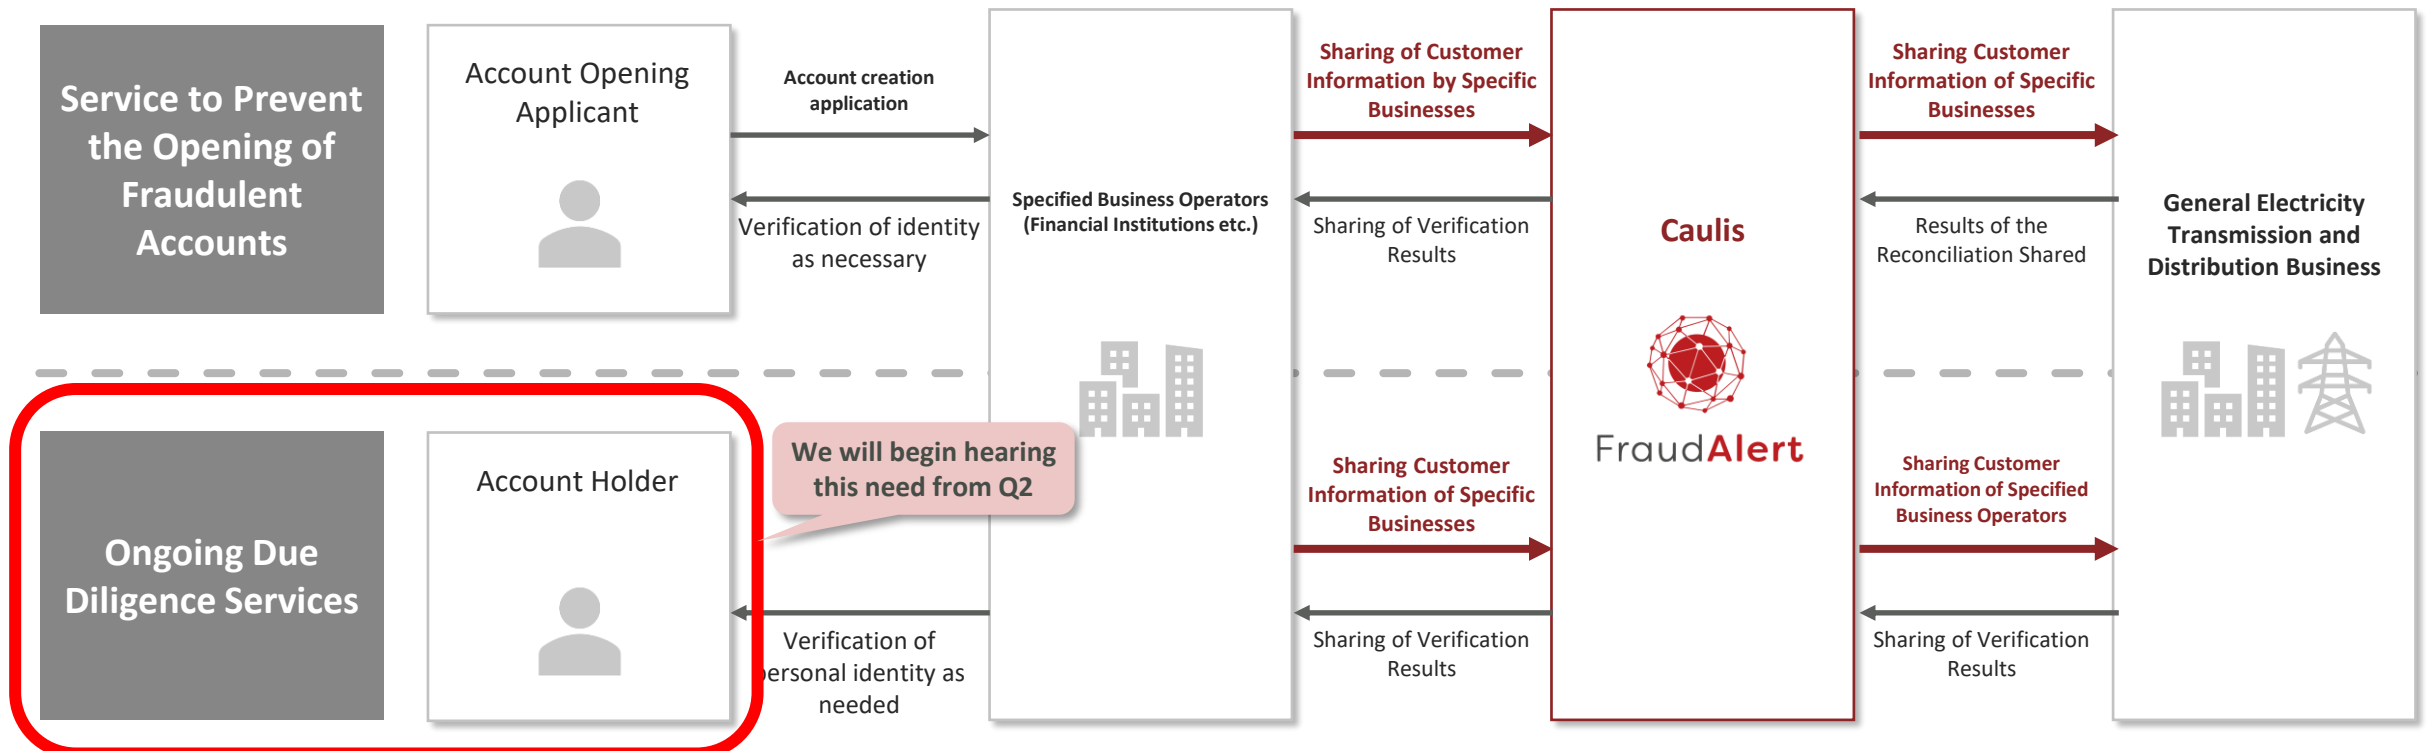 Service to Prevent
the Opening of
Fraudulent
Accounts
Account Opening
Applicant
Account creation
application
Verification of identity
as necessary
Specified Business Operators
(Financial Institutions etc.)
Sharing of Customer
Information by Specific
Businesses
Sharing of Verification
Results
Caulis
FraudAlert
Sharing Customer
Information of Specific
Businesses
Results of the
Reconciliation Shared
General Electricity
Transmission and
Distribution Business
Ongoing Due
Diligence Services
Account Holder
We will begin hearing
this need from Q2
Verification of
personal identity as
needed
Sharing Customer
Information of Specific
Businesses
Sharing of Verification
Results
Sharing Customer
Information of Specified
Business Operators
Sharing of Verification
Results